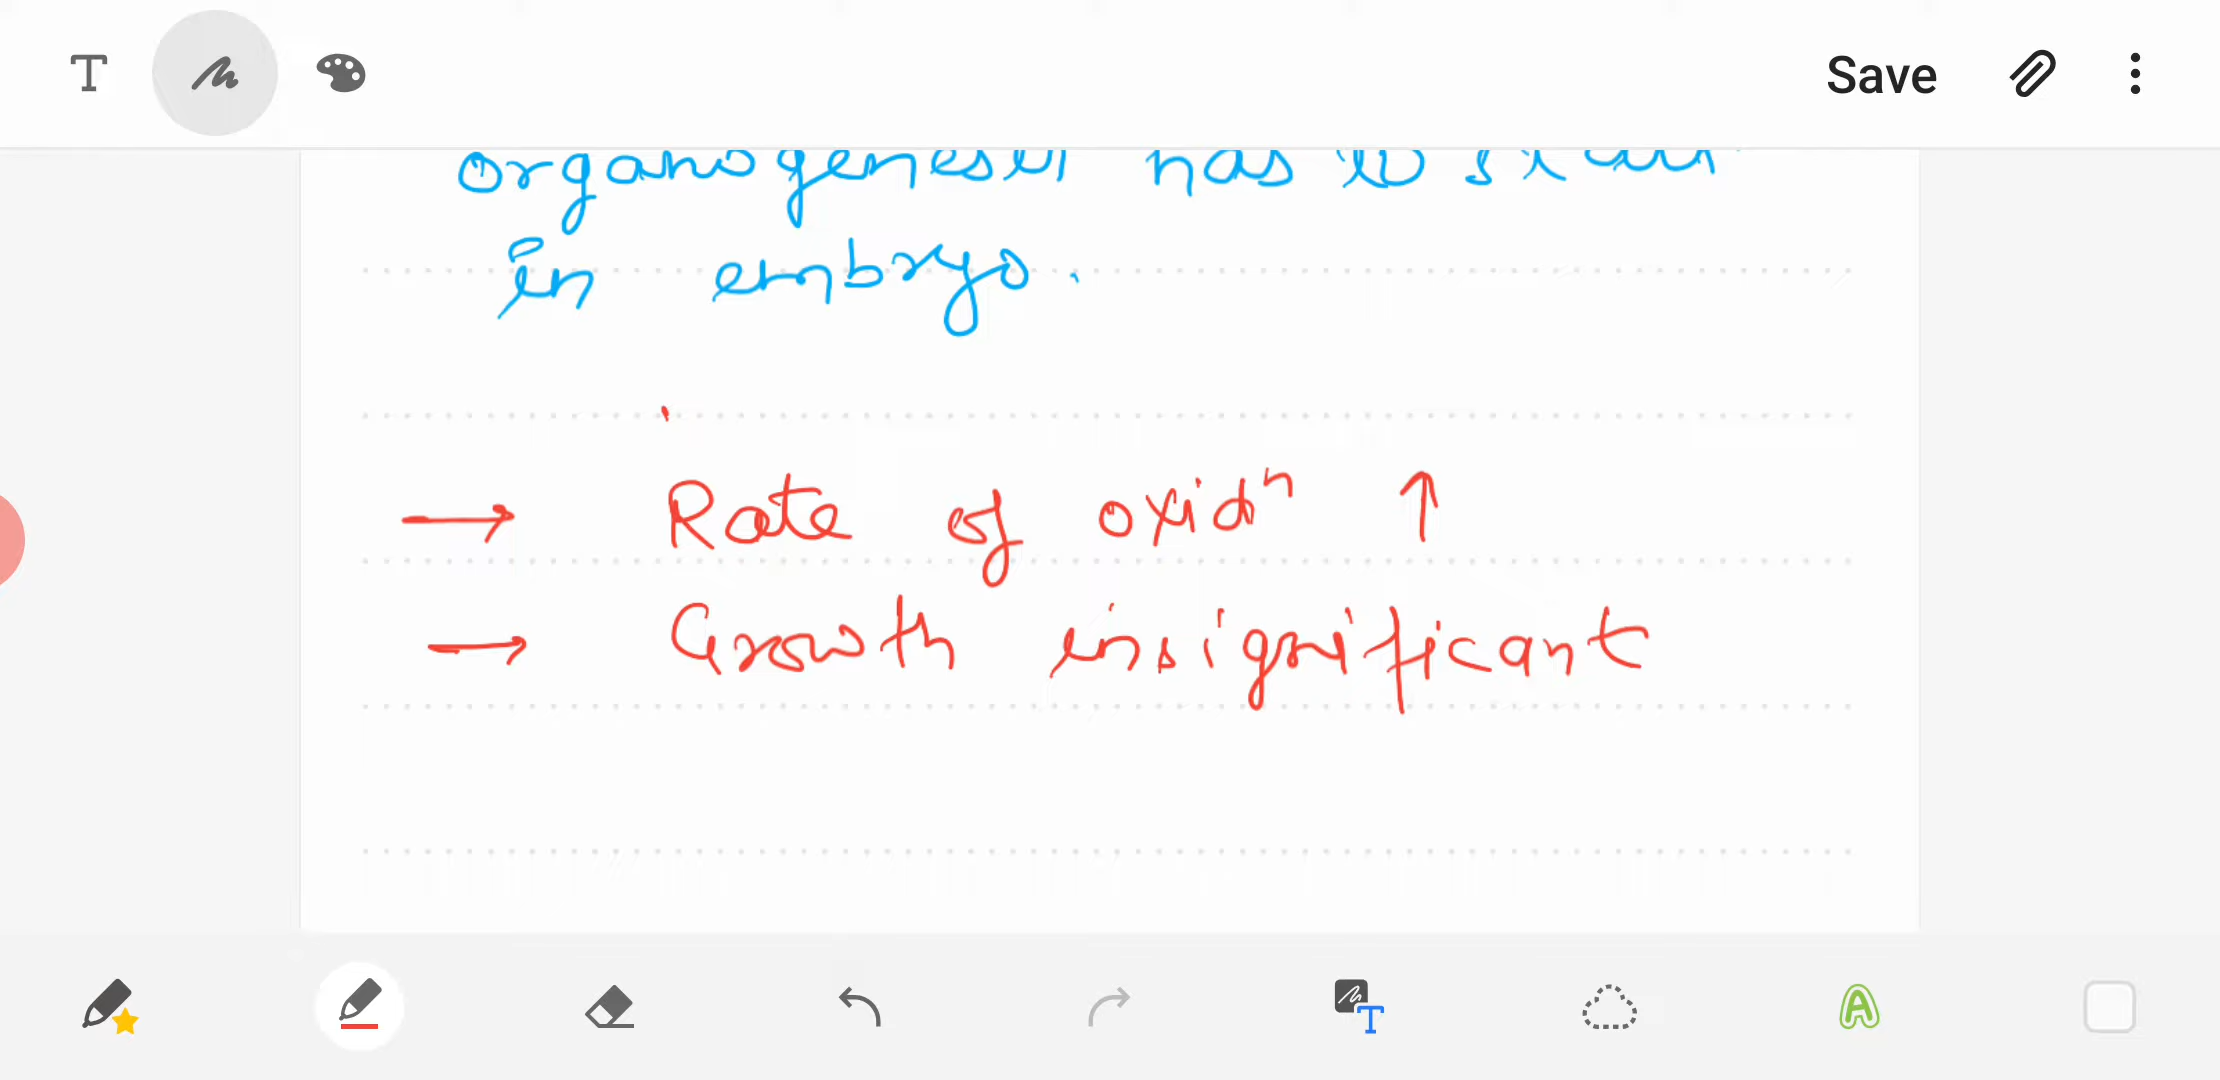 Save
organogenesis has to start
in embryo.
→ Rate of oxidⁿ ↑
→ Growth insignificant